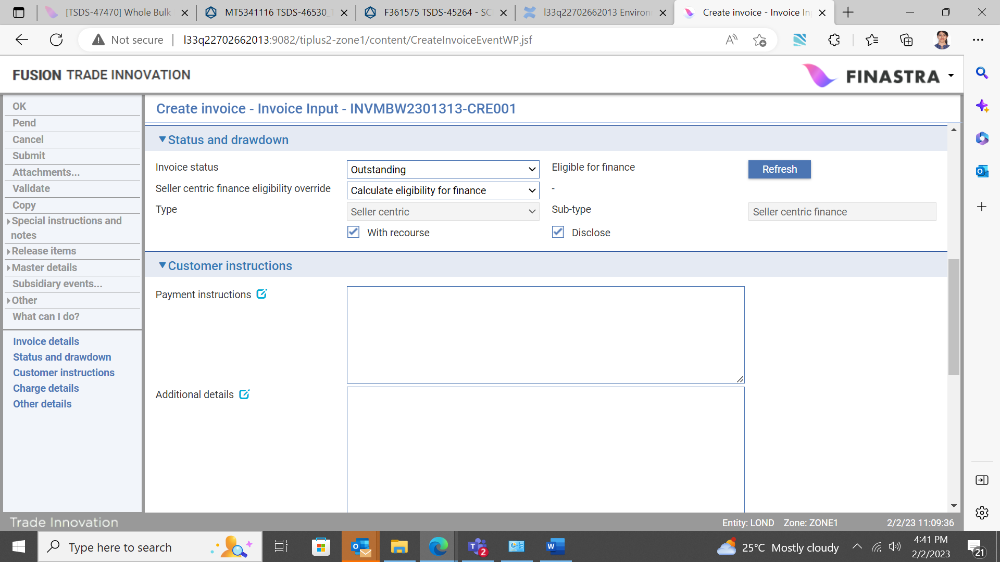 [TSDS-47470] Whole Bulk
MT5341116 TSDS-46530_T
F361575 TSDS-45264 - SC
l33q22702662013 Environ
Create invoice - Invoice In
Not secure
l33q22702662013:9082/tiplus2-zone1/content/CreateInvoiceEventWP.jsf
FUSION TRADE INNOVATION
FINASTRA
OK
Pend
Cancel
Submit
Attachments...
Validate
Copy
Special instructions and
notes
Release items
Master details
Subsidiary events...
Other
What can I do?
Invoice details
Status and drawdown
Customer instructions
Charge details
Other details
Create invoice - Invoice Input - INVMBW2301313-CRE001
Status and drawdown
Invoice status
Outstanding
Eligible for finance
Refresh
Seller centric finance eligibility override
Calculate eligibility for finance
-
Type
Seller centric
Sub-type
Seller centric finance
With recourse
Disclose
Customer instructions
Payment instructions
Additional details
Trade Innovation
Entity: LOND
Zone: ZONE1
2/2/23 11:09:36
Type here to search
2
25°C Mostly cloudy
4:41 PM
2/2/2023
21